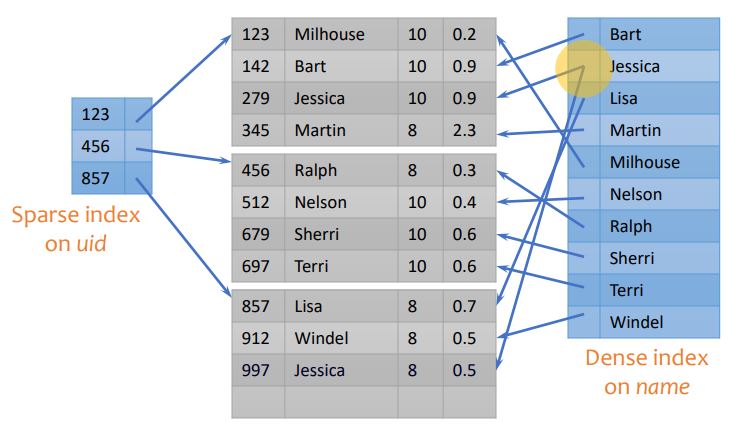 123
456
857
Sparse index
on uid
123 Milhouse 10 0.2
142 Bart 10 0.9
279 Jessica 10 0.9
345 Martin 8 2.3
456 Ralph 8 0.3
512 Nelson 10 0.4
679 Sherri 10 0.6
697 Terri 10 0.6
857 Lisa 8 0.7
912 Windel 8 0.5
997 Jessica 8 0.5
Bart
Jessica
Lisa
Martin
Milhouse
Nelson
Ralph
Sherri
Terri
Windel
Dense index
on name